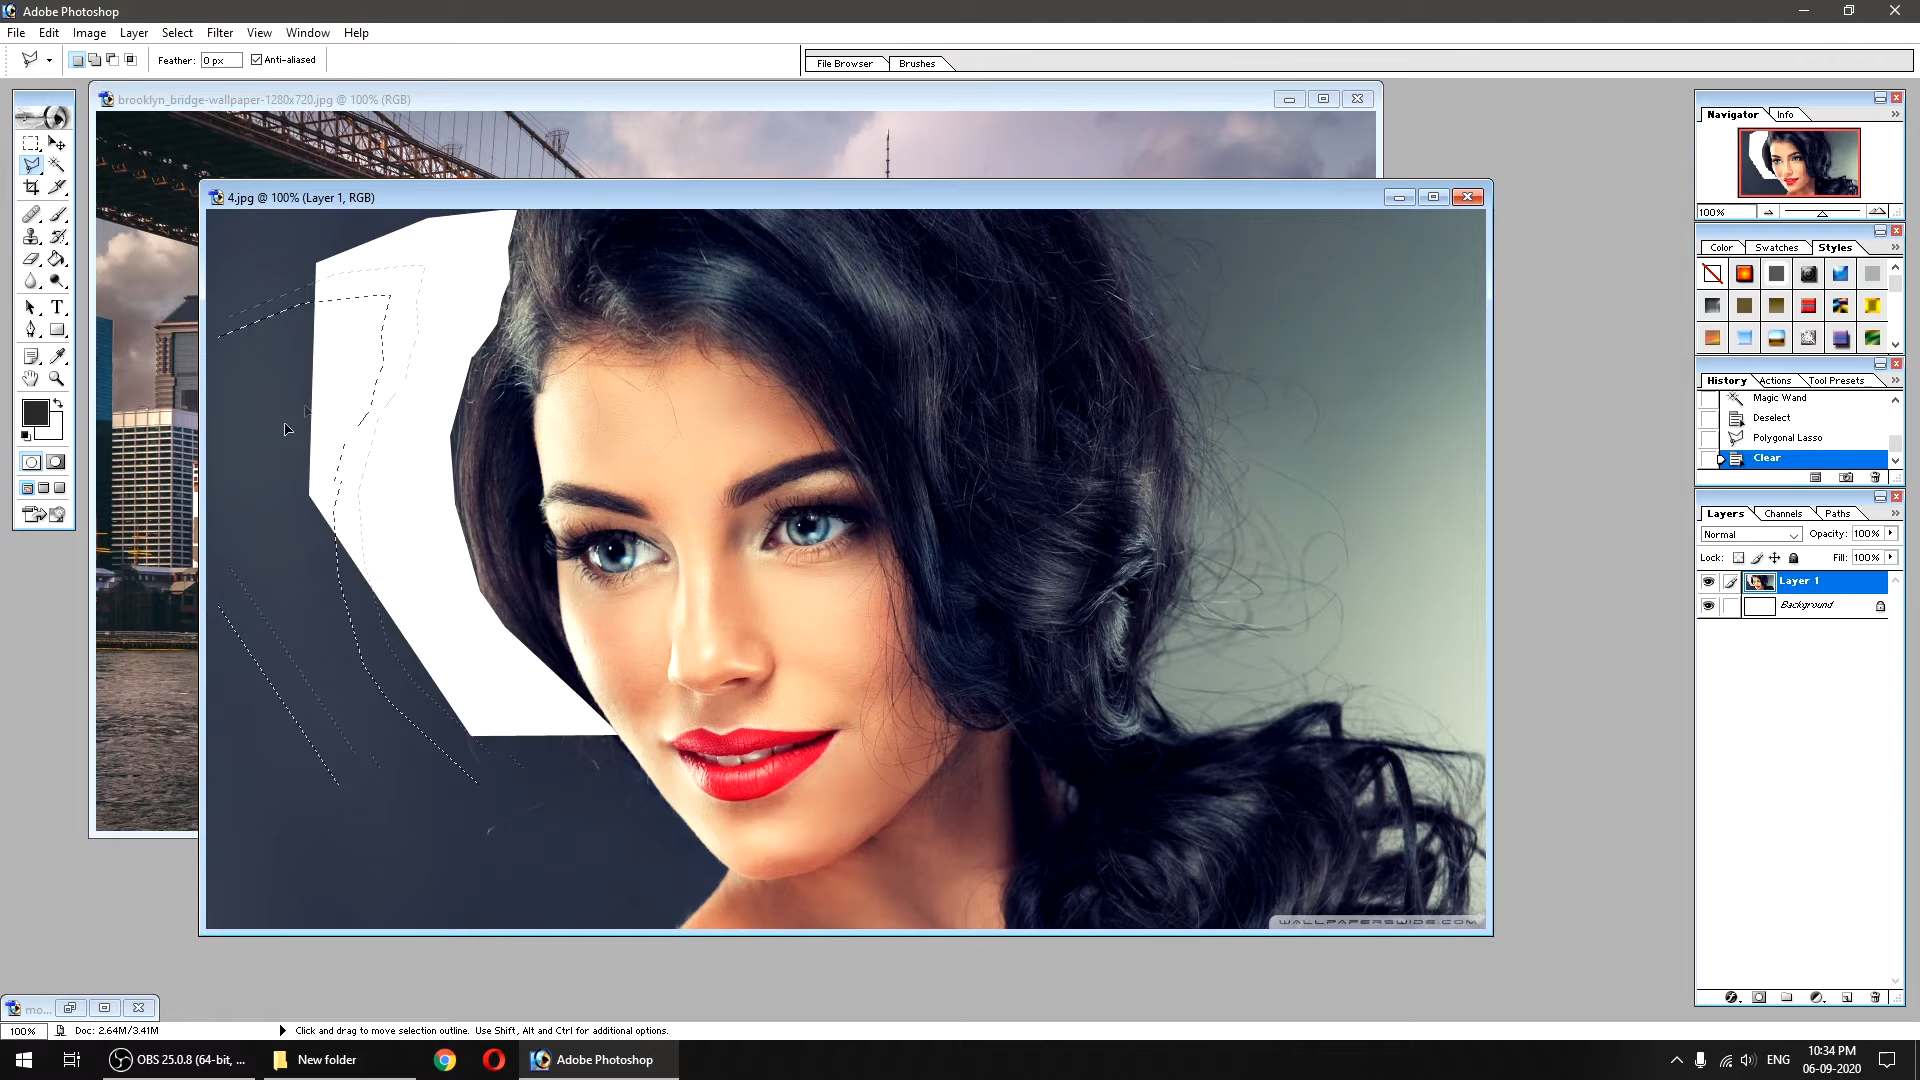 Adobe Photoshop
File Edit Image Layer Select Filter View Window Help
Feather: 0 px Anti-aliased
File Browser Brushes
brooklyn_bridge-wallpaper-1280x720.jpg @ 100% (RGB)
4.jpg @ 100% (Layer 1, RGB)
Navigator Info
100%
Color Swatches Styles
History Actions Tool Presets
Magic Wand
Deselect
Polygonal Lasso
Clear
Layers Channels Paths
Normal Opacity: 100%
Lock: Fill: 100%
Layer 1
Background
WALLPAPERSWIDE.COM
mo...
100% Doc: 2.64M/3.41M Click and drag to move selection outline. Use Shift, Alt and Ctrl for additional options.
OBS 25.0.8 (64-bit, ... New folder Adobe Photoshop
ENG
10:34 PM
06-09-2020